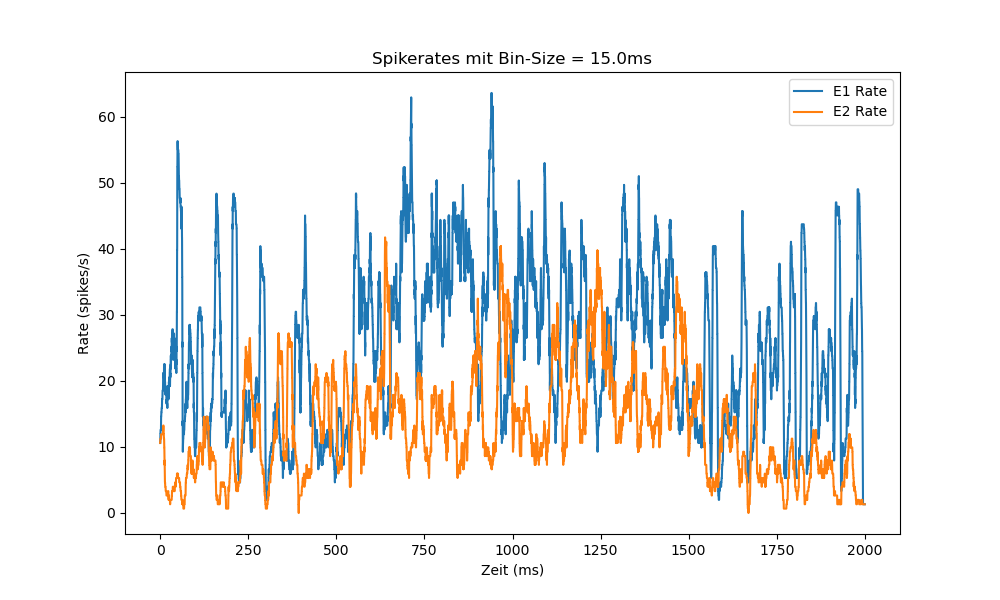 Spikerates mit Bin-Size = 15.0ms
E1 Rate
E2 Rate
Rate (spikes/s)
60
50
40
30
20
10
0
0 250 500 750 1000 1250 1500 1750 2000
Zeit (ms)